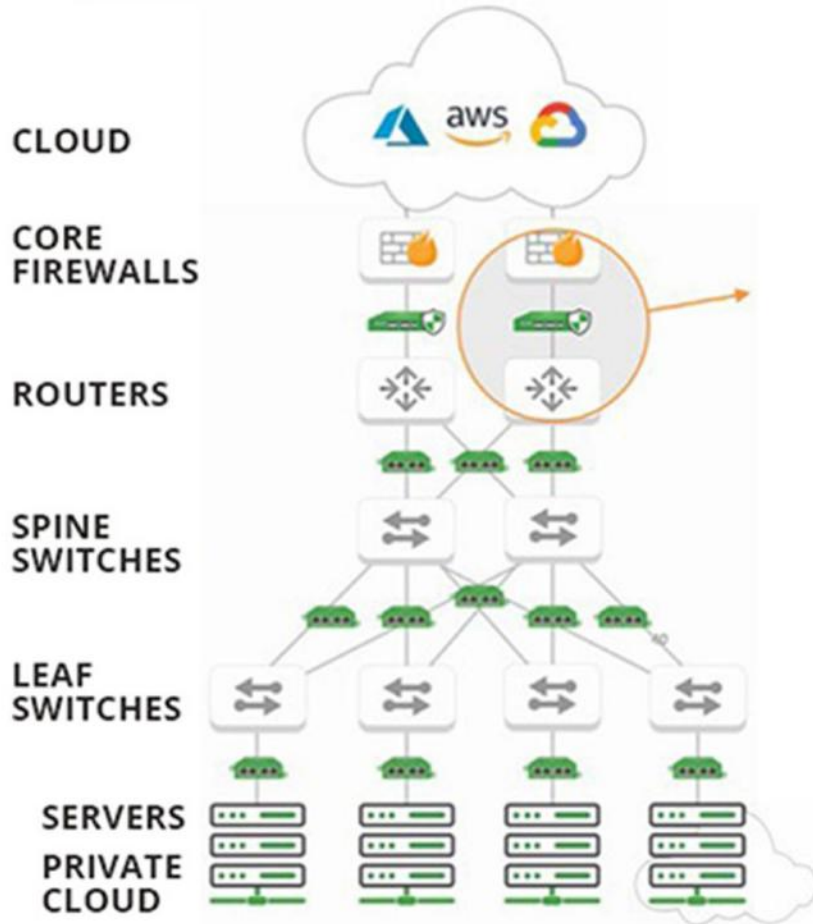 aws
CLOUD
CORE
FIREWALLS
ROUTERS
SPINE
SWITCHES
LEAF
SWITCHES
SERVERS
PRIVATE
CLOUD